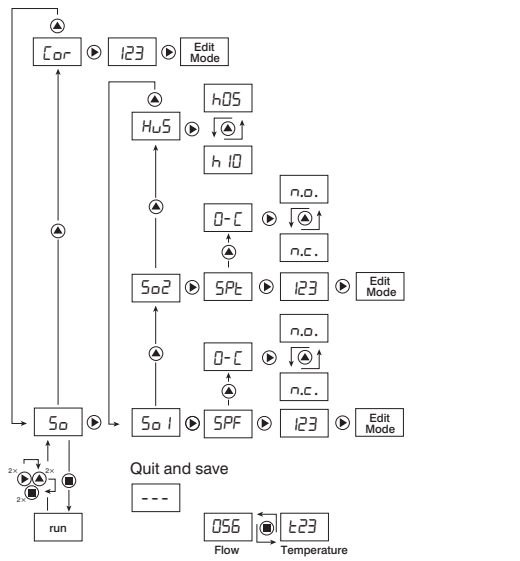 Cor 123 Edit Mode
h05
HuS
h 10
n.o.
0-C
n.c.
So2 SPt 123 Edit Mode
n.o.
0-C
n.c.
So So1 SPF 123 Edit Mode
2× 2×
2×
Quit and save
---
run
056 t23
Flow Temperature